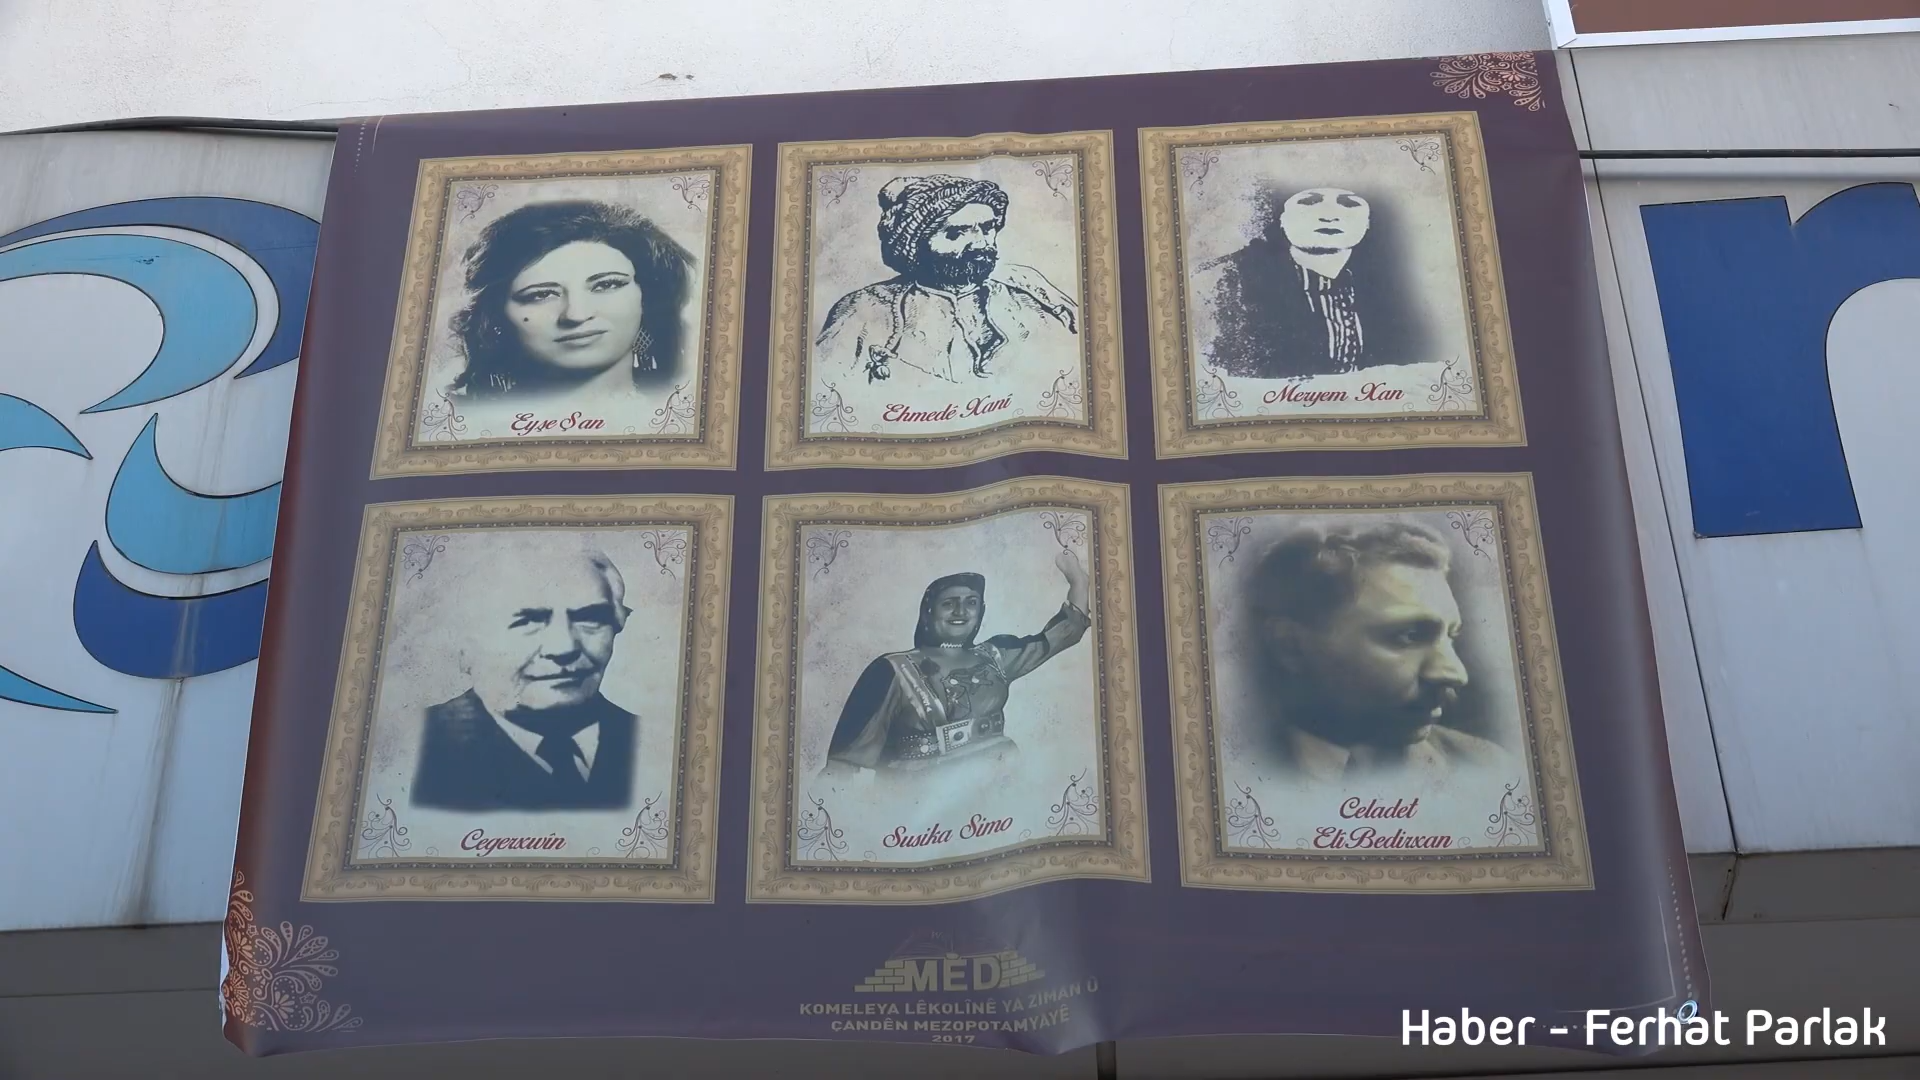 Eyşe Şan
Ehmedê Xanî
Meryem Xan
Cegerxwîn
Susika Simo
Celadet
Eli Bedirxan
MED
KOMELEYA LÊKOLÎNÊ YA ZIMAN Û
ÇANDÊN MEZOPOTAMYAYÊ
2017
Haber - Ferhat Parlak